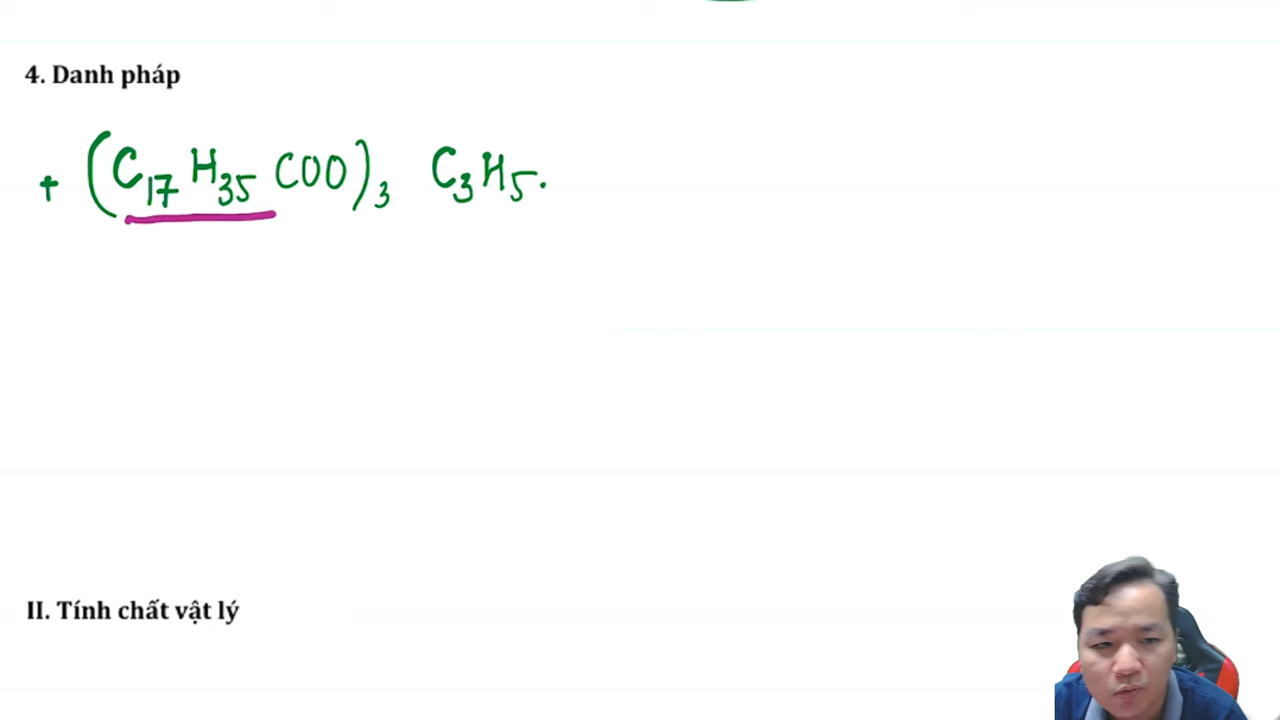 4. Danh pháp
+ (C₁₇H₃₅COO)₃ C₃H₅.
II. Tính chất vật lý